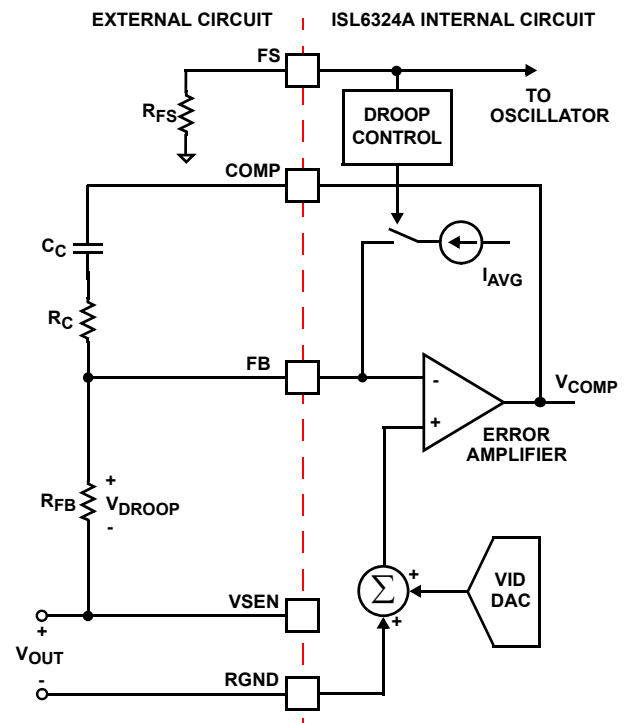 EXTERNAL CIRCUIT
ISL6324A INTERNAL CIRCUIT
FS
TO
OSCILLATOR
RFS
DROOP
CONTROL
COMP
CC
IAVG
RC
FB
VCOMP
-
+
ERROR
AMPLIFIER
+
RFB
VDROOP
-
VID
DAC
+
Σ
+
VSEN
+
VOUT
-
RGND